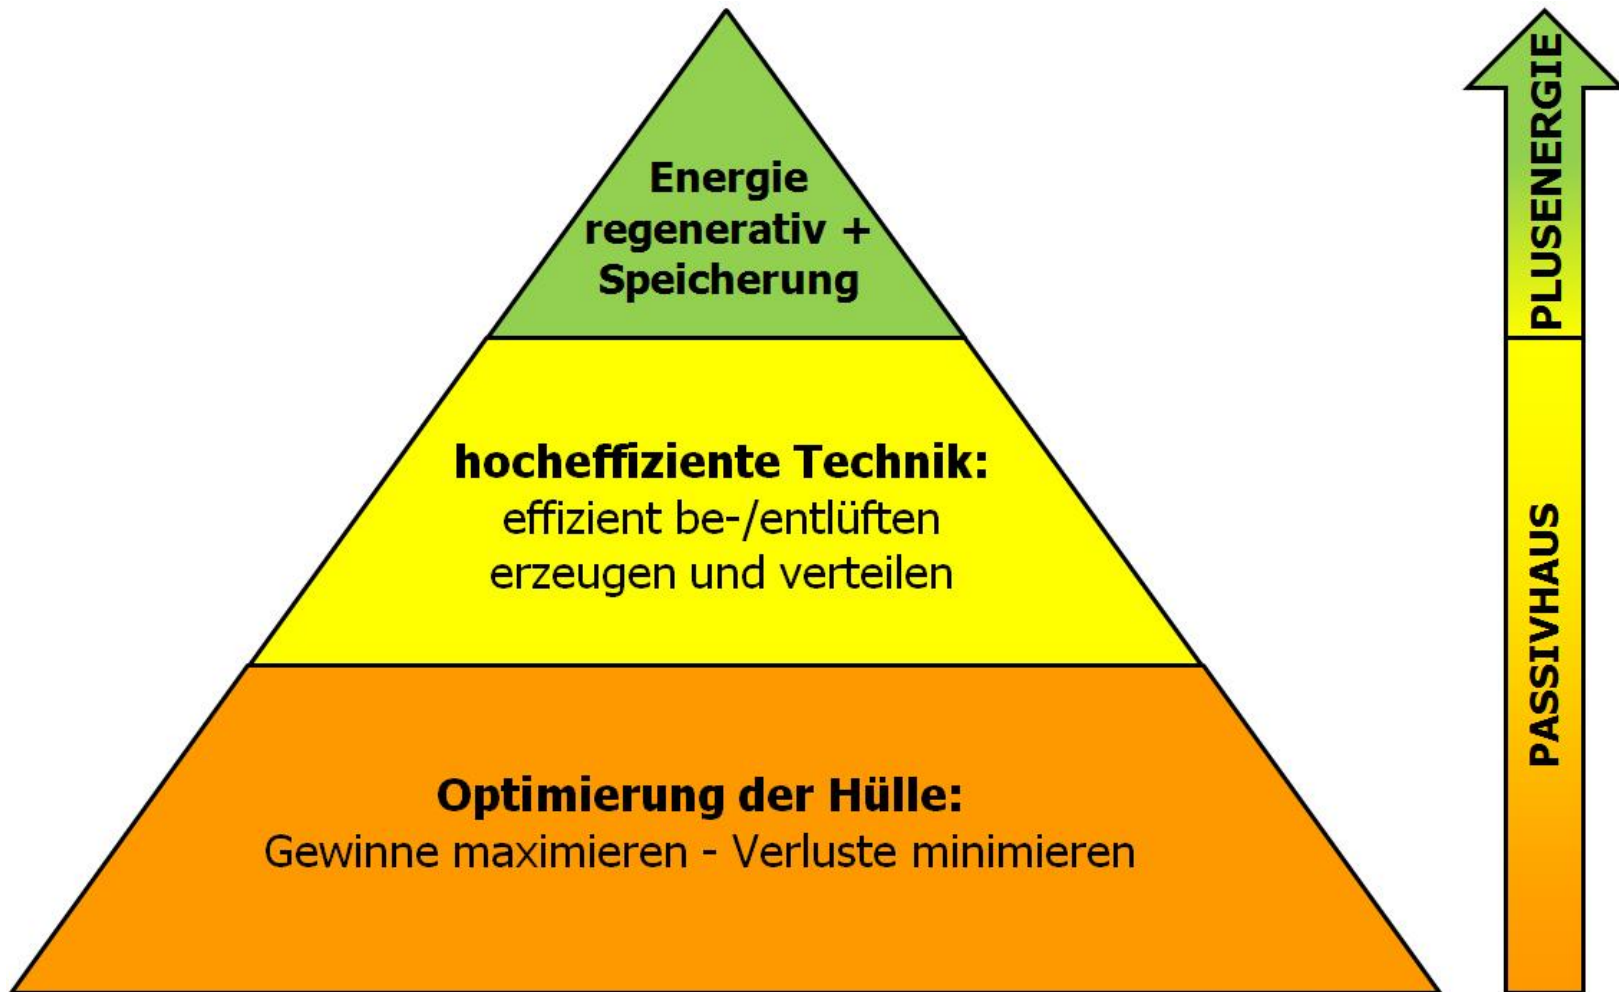 Energie
regenerativ +
Speicherung
hocheffiziente Technik:
effizient be-/entlüften
erzeugen und verteilen
Optimierung der Hülle:
Gewinne maximieren - Verluste minimieren
PLUSENERGIE
PASSIVHAUS